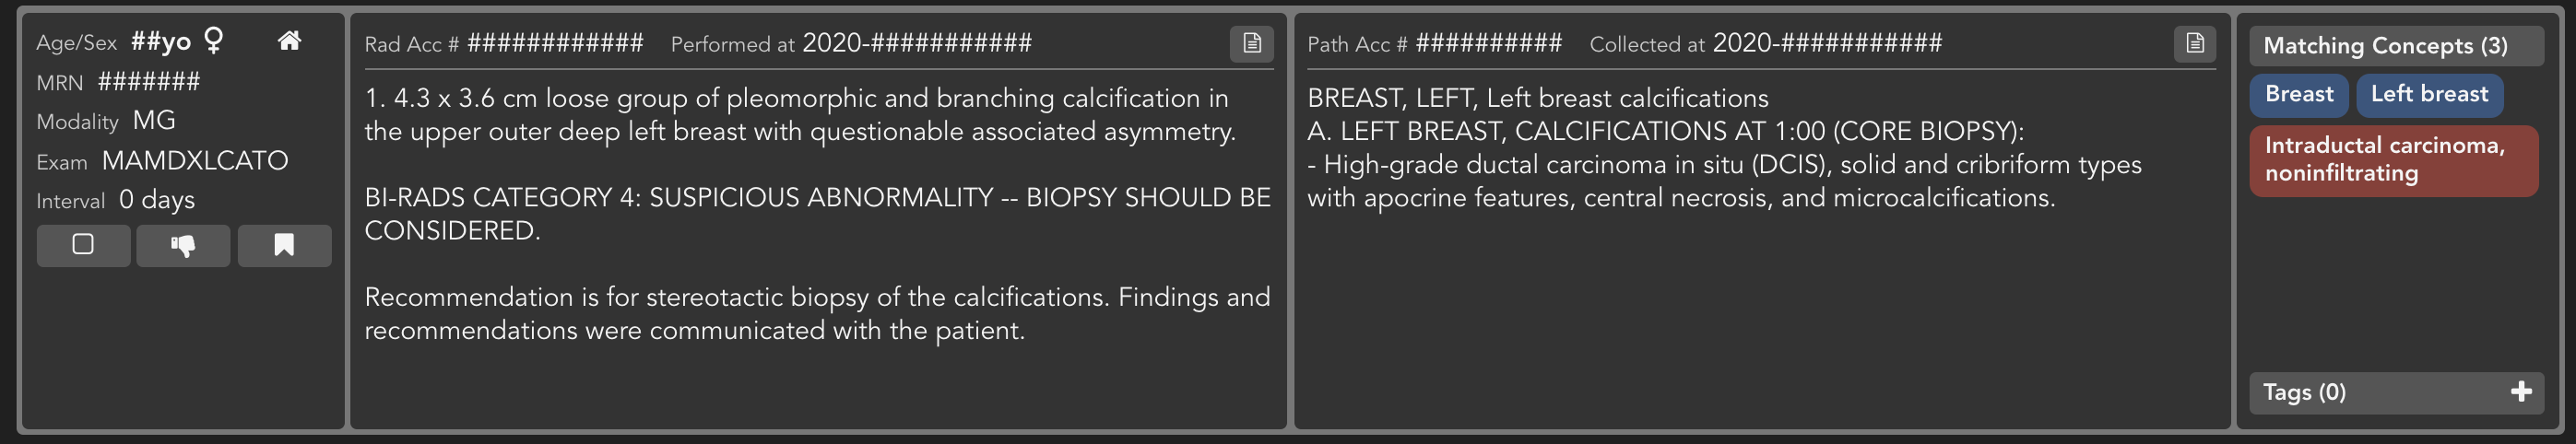 Age/Sex ##yo ♀
MRN #######
Modality MG
Exam MAMDXLCATO
Interval 0 days
Rad Acc # ############ Performed at 2020-###########
1. 4.3 x 3.6 cm loose group of pleomorphic and branching calcification in
the upper outer deep left breast with questionable associated asymmetry.
BI-RADS CATEGORY 4: SUSPICIOUS ABNORMALITY -- BIOPSY SHOULD BE
CONSIDERED.
Recommendation is for stereotactic biopsy of the calcifications. Findings and
recommendations were communicated with the patient.
Path Acc # ########## Collected at 2020-###########
BREAST, LEFT, Left breast calcifications
A. LEFT BREAST, CALCIFICATIONS AT 1:00 (CORE BIOPSY):
- High-grade ductal carcinoma in situ (DCIS), solid and cribriform types
with apocrine features, central necrosis, and microcalcifications.
Matching Concepts (3)
Breast Left breast
Intraductal carcinoma,
noninfiltrating
Tags (0) +